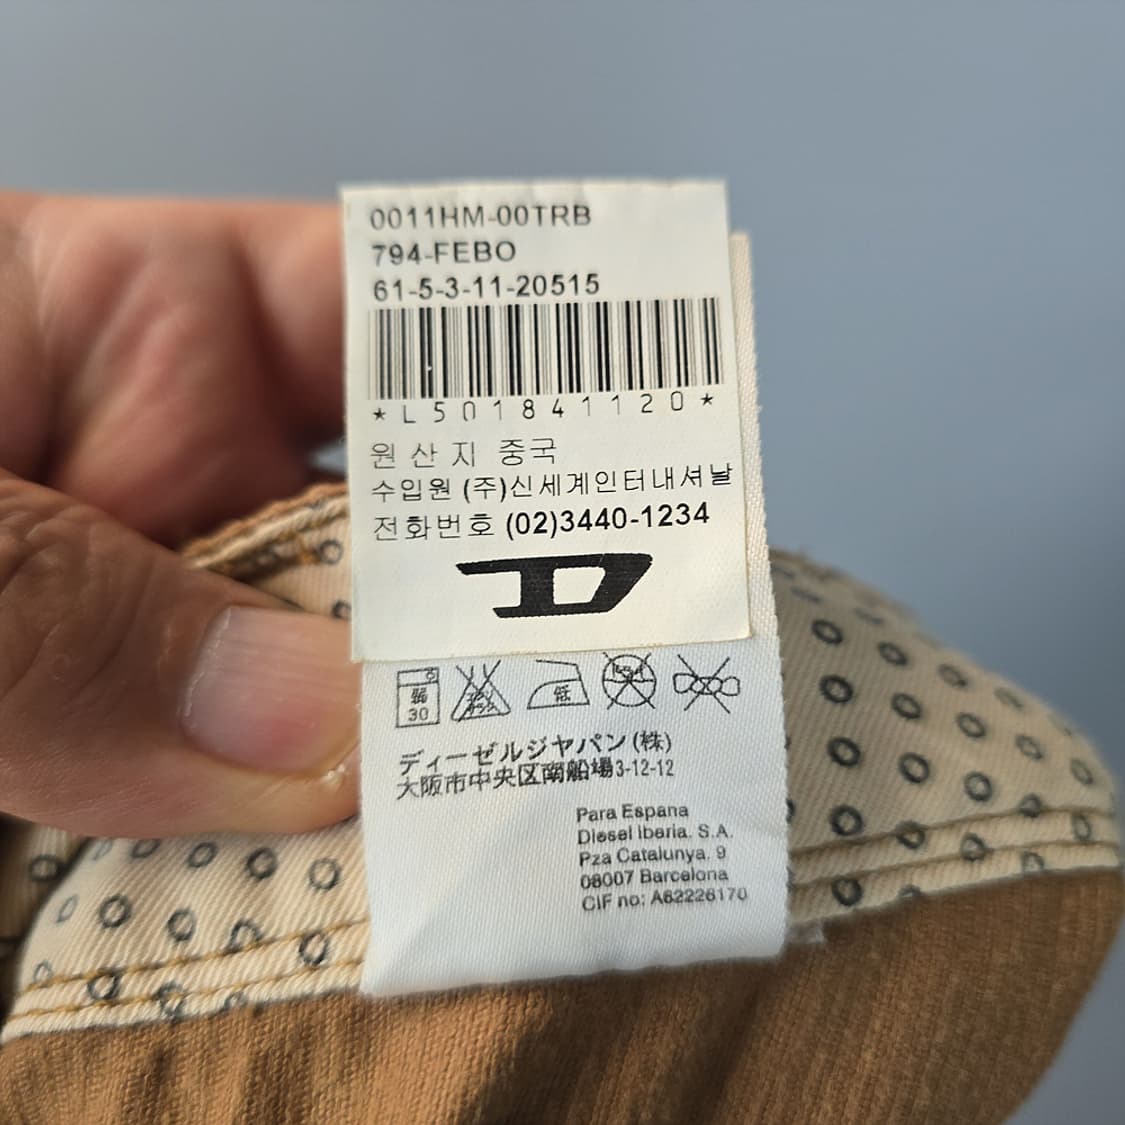 0011HM-00TRB
794-FEBO
61-5-3-11-20515
*L501841120*
원산지 중국
수입원 (주)신세계인터내셔날
전화번호 (02)3440-1234
D
弱 30
低
ディーゼルジャパン(株)
大阪市中央区南船場3-12-12
Para Espana
Diesel Iberia. S.A.
Pza Catalunya. 9
08007 Barcelona
CIF no: A62226170